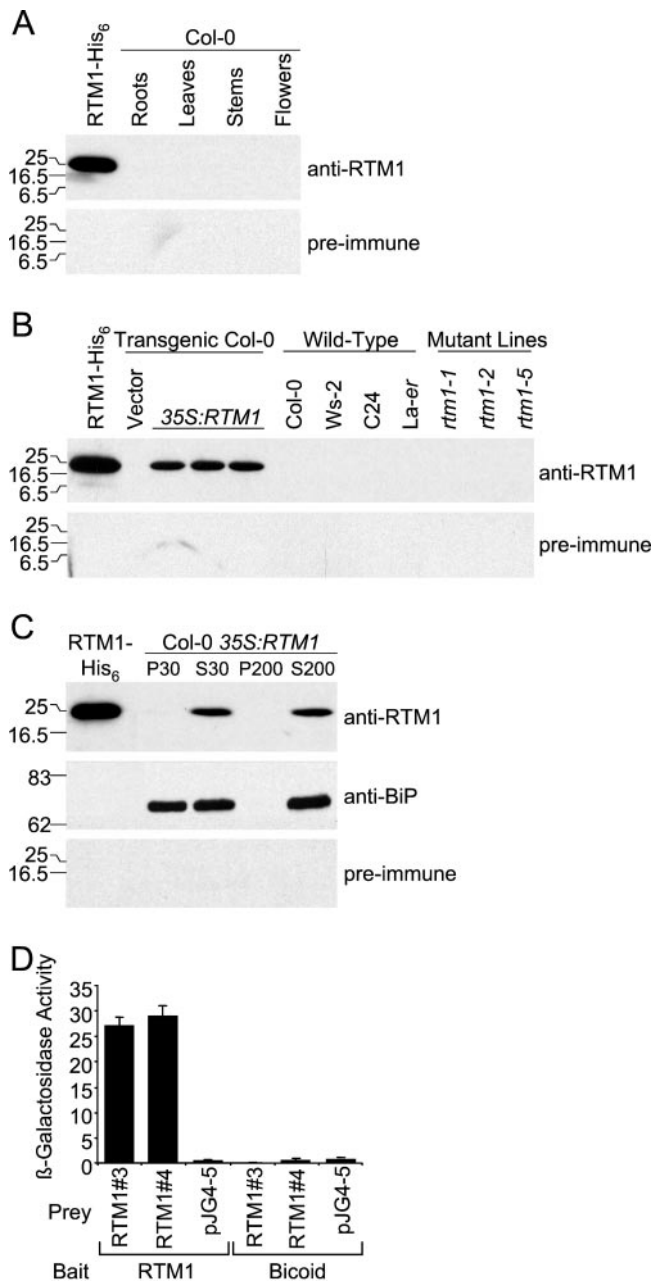 A
RTM1-His6
Col-0
Roots
Leaves
Stems
Flowers
25
16.5
6.5
anti-RTM1
25
16.5
6.5
pre-immune
B
RTM1-His6
Transgenic Col-0
Wild-Type
Mutant Lines
Vector
35S:RTM1
Col-0
Ws-2
C24
La-er
rtm1-1
rtm1-2
rtm1-5
25
16.5
6.5
anti-RTM1
25
16.5
6.5
pre-immune
C
RTM1-
His6
Col-0 35S:RTM1
P30 S30 P200 S200
25
16.5
anti-RTM1
83
62
anti-BiP
25
16.5
pre-immune
D
ß-Galactosidase Activity
35
30
25
20
15
10
5
0
Prey
RTM1#3
RTM1#4
pJG4-5
RTM1#3
RTM1#4
pJG4-5
Bait RTM1 Bicoid